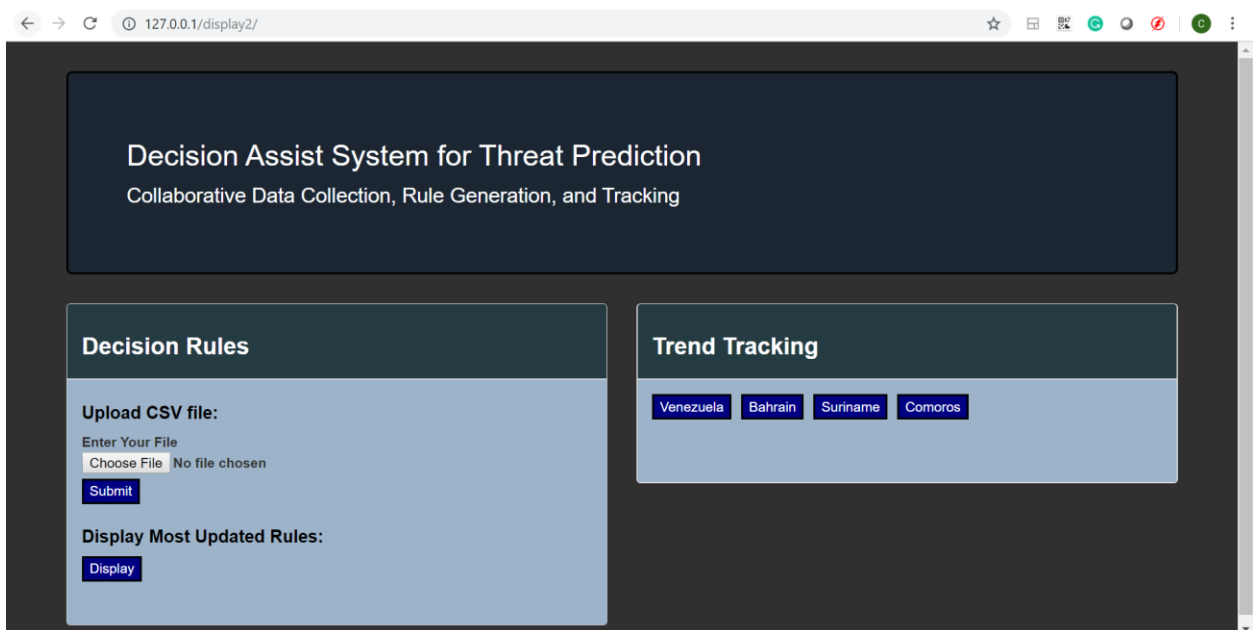 127.0.0.1/display2/
C
Decision Assist System for Threat Prediction
Collaborative Data Collection, Rule Generation, and Tracking
Decision Rules
Upload CSV file:
Enter Your File
Choose File No file chosen
Submit
Display Most Updated Rules:
Display
Trend Tracking
Venezuela Bahrain Suriname Comoros